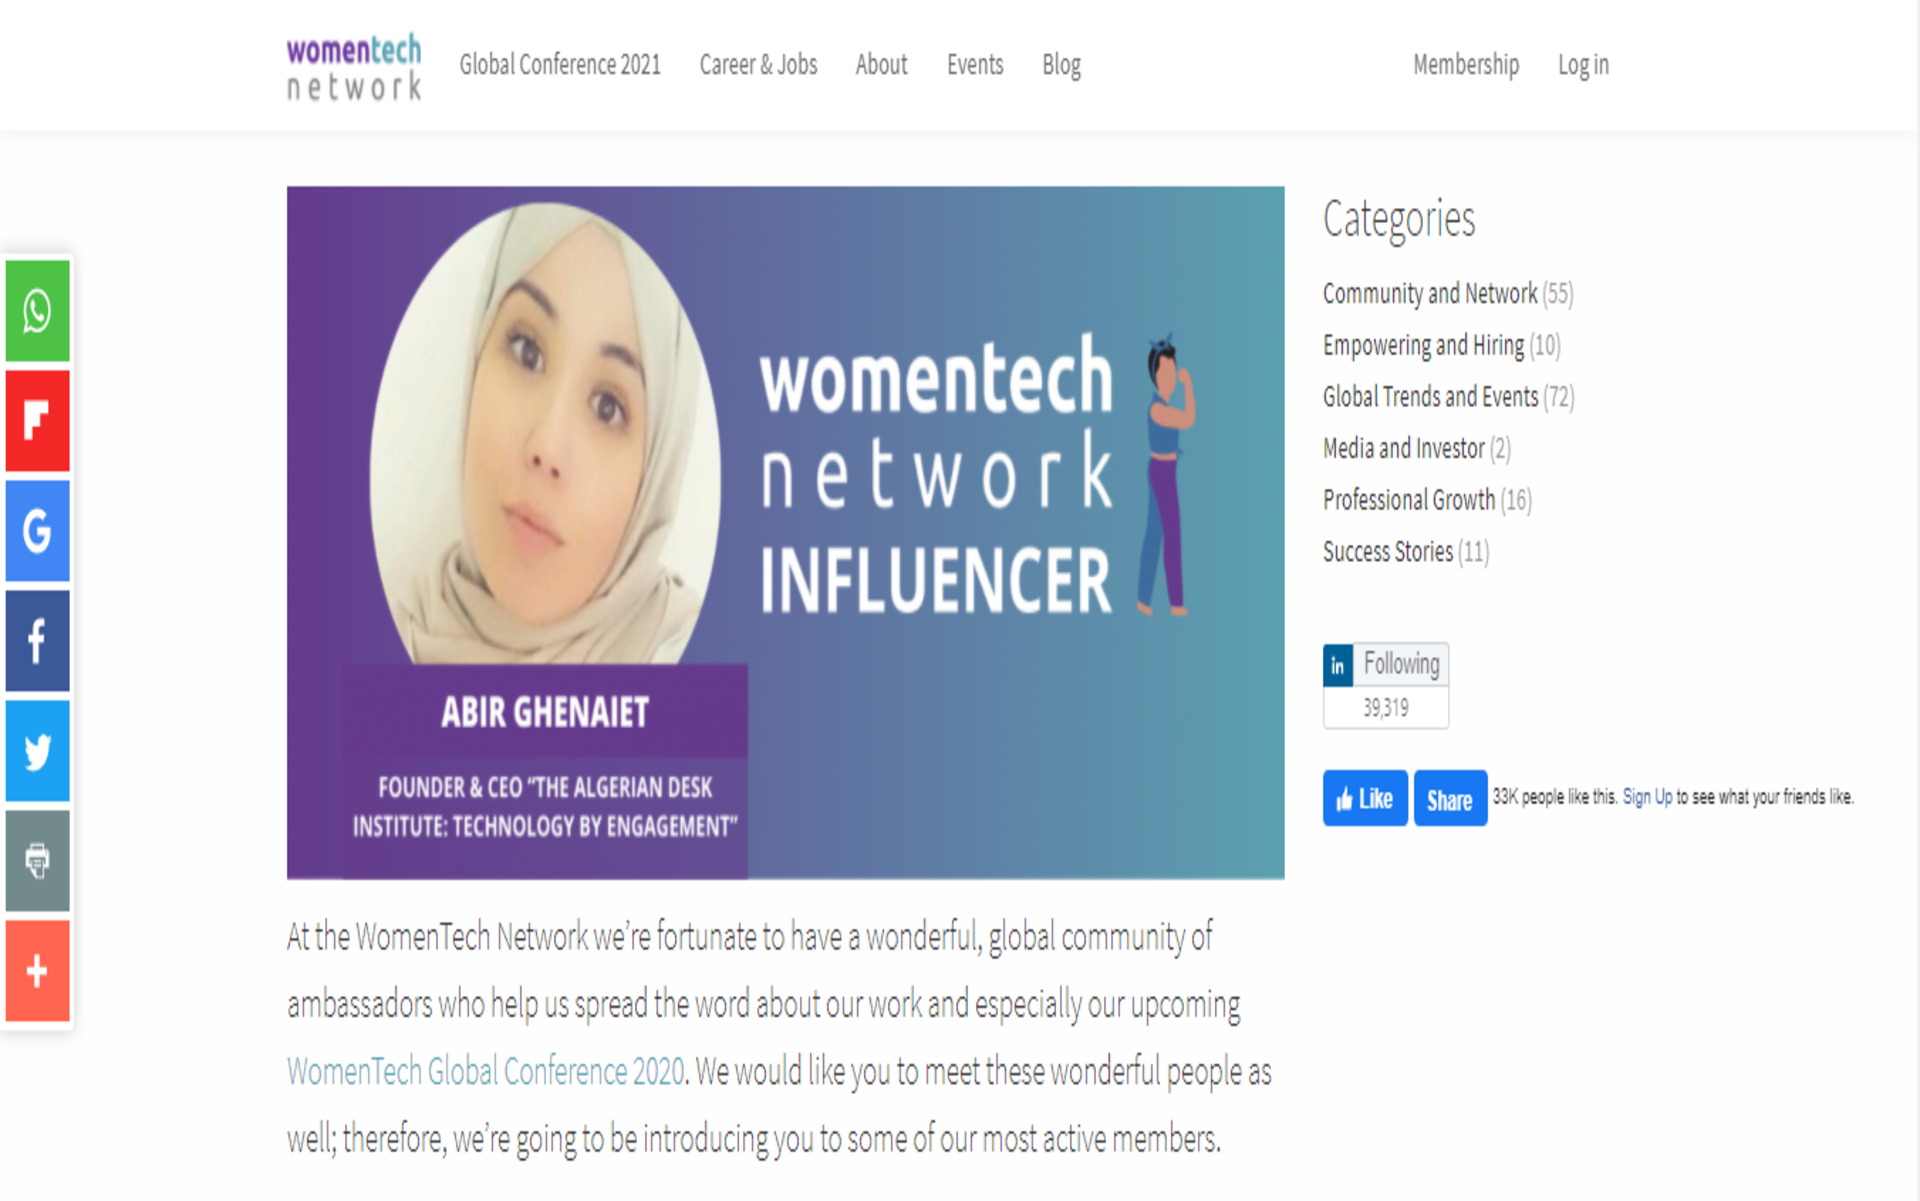 womentech
network
Global Conference 2021
Career & Jobs
About
Events
Blog
Membership
Log in
womentech
network
INFLUENCER
ABIR GHENAIET
FOUNDER & CEO “THE ALGERIAN DESK
INSTITUTE: TECHNOLOGY BY ENGAGEMENT”
At the WomenTech Network we’re fortunate to have a wonderful, global community of
ambassadors who help us spread the word about our work and especially our upcoming
WomenTech Global Conference 2020. We would like you to meet these wonderful people as
well; therefore, we’re going to be introducing you to some of our most active members.
Categories
Community and Network (55)
Empowering and Hiring (10)
Global Trends and Events (72)
Media and Investor (2)
Professional Growth (16)
Success Stories (11)
in Following
39,319
Like Share 33K people like this. Sign Up to see what your friends like.